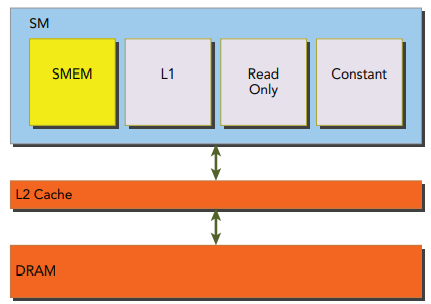 SM
SMEM
L1
Read
Only
Constant
L2 Cache
DRAM